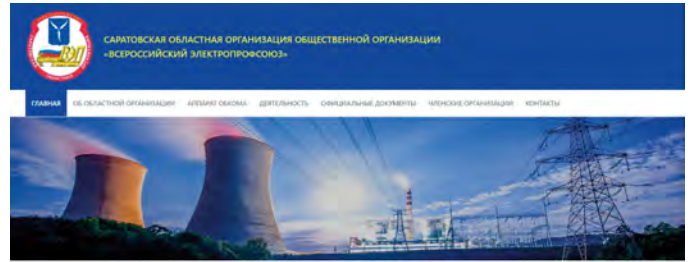 САРАТОВСКАЯ ОБЛАСТНАЯ ОРГАНИЗАЦИЯ ОБЩЕСТВЕННОЙ ОРГАНИЗАЦИИ
«ВСЕРОССИЙСКИЙ ЭЛЕКТРОПРОФСОЮЗ»
ВЭП
ГЛАВНАЯ ОБ ОБЛАСТНОЙ ОРГАНИЗАЦИИ АППАРАТ ОБКОМА ДЕЯТЕЛЬНОСТЬ ОФИЦИАЛЬНЫЕ ДОКУМЕНТЫ ЧЛЕНСКИЕ ОРГАНИЗАЦИИ КОНТАКТЫ